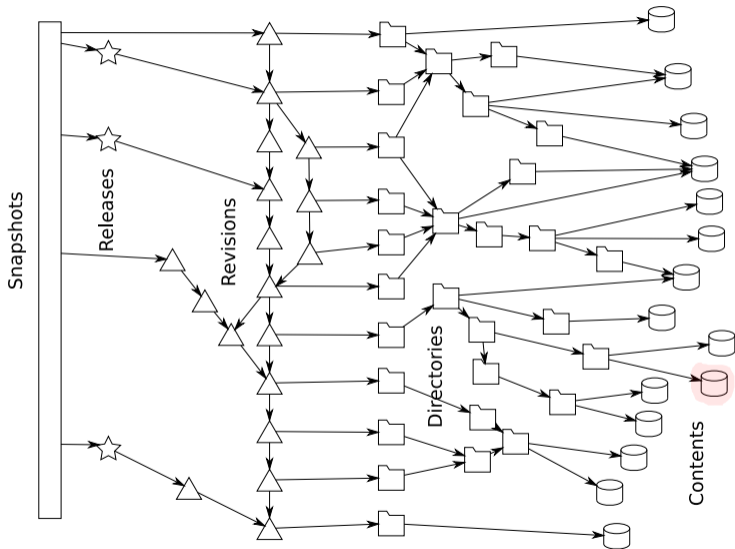 Snapshots
Releases
Revisions
Directories
Contents